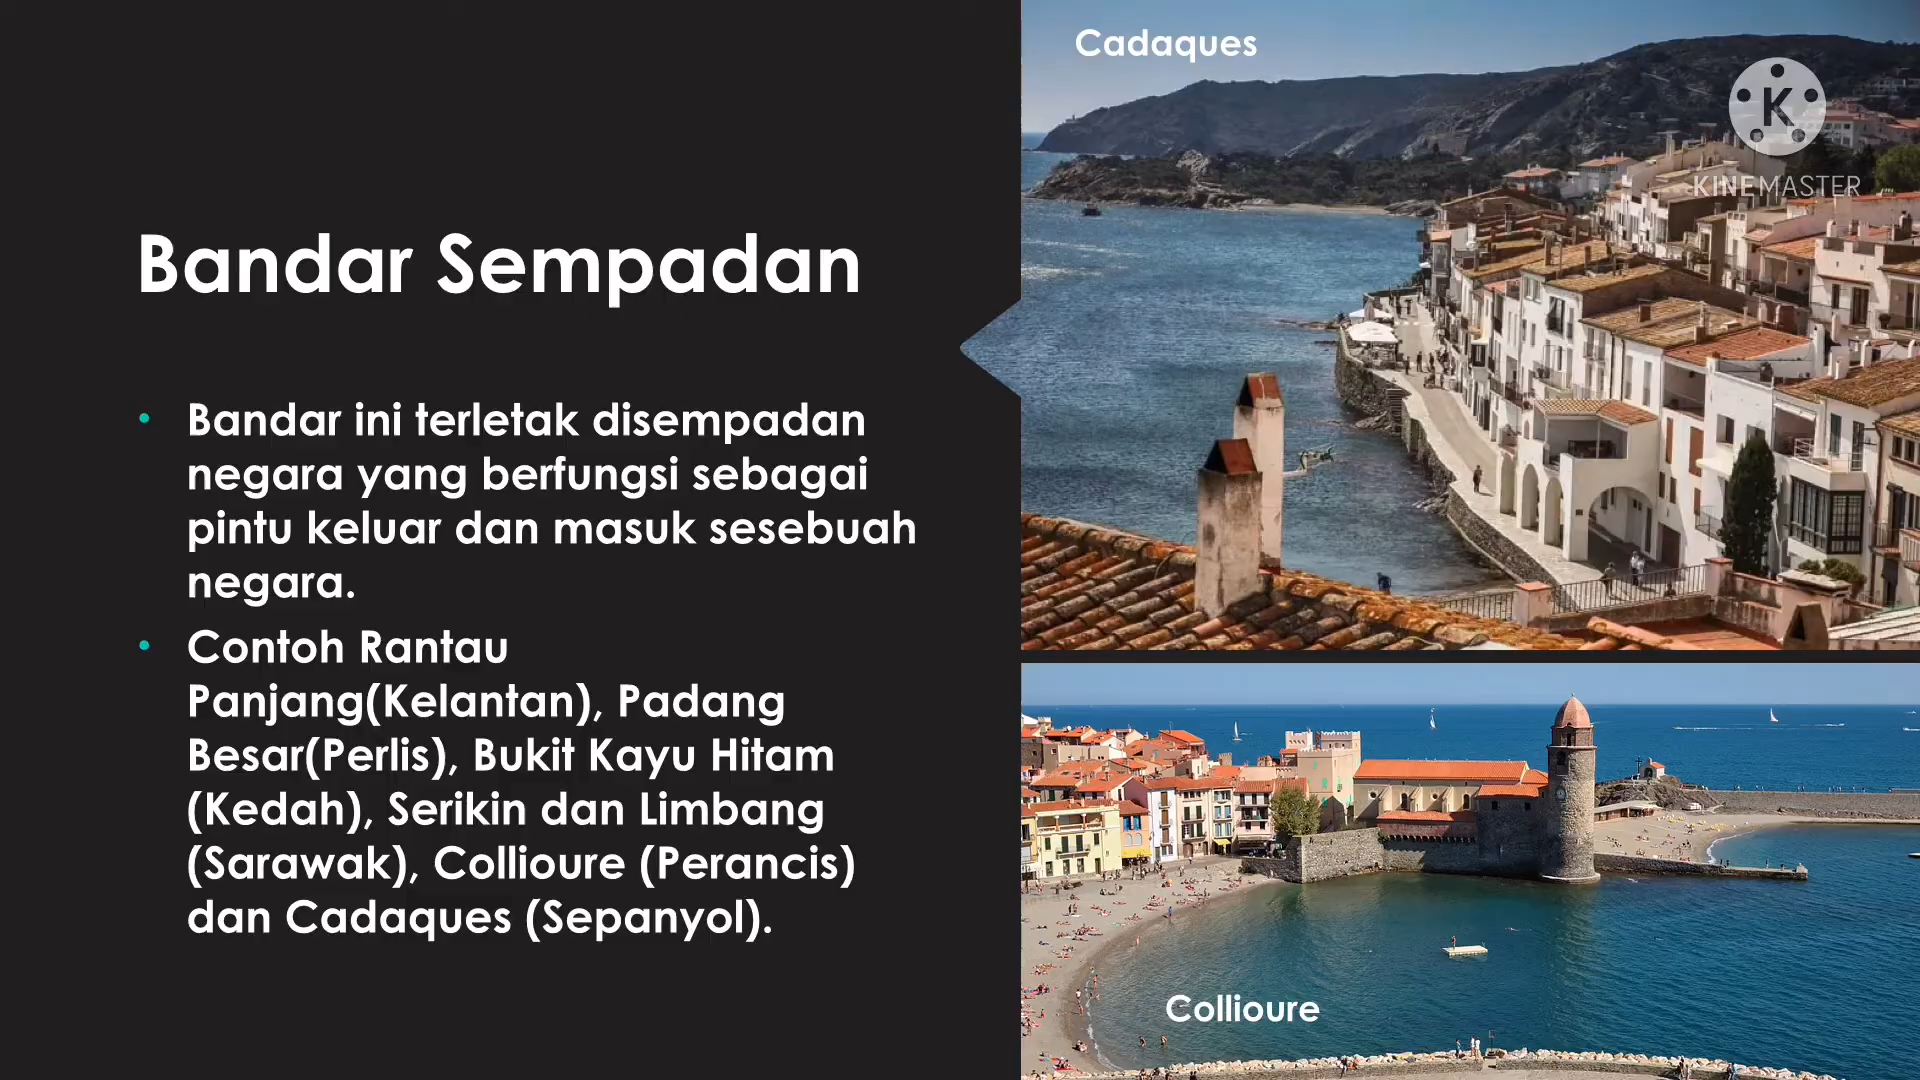 Bandar Sempadan
Bandar ini terletak disempadan
negara yang berfungsi sebagai
pintu keluar dan masuk sesebuah
negara.
Contoh Rantau
Panjang(Kelantan), Padang
Besar(Perlis), Bukit Kayu Hitam
(Kedah), Serikin dan Limbang
(Sarawak), Collioure (Perancis)
dan Cadaques (Sepanyol).
Cadaques
K
KINEMASTER
Collioure